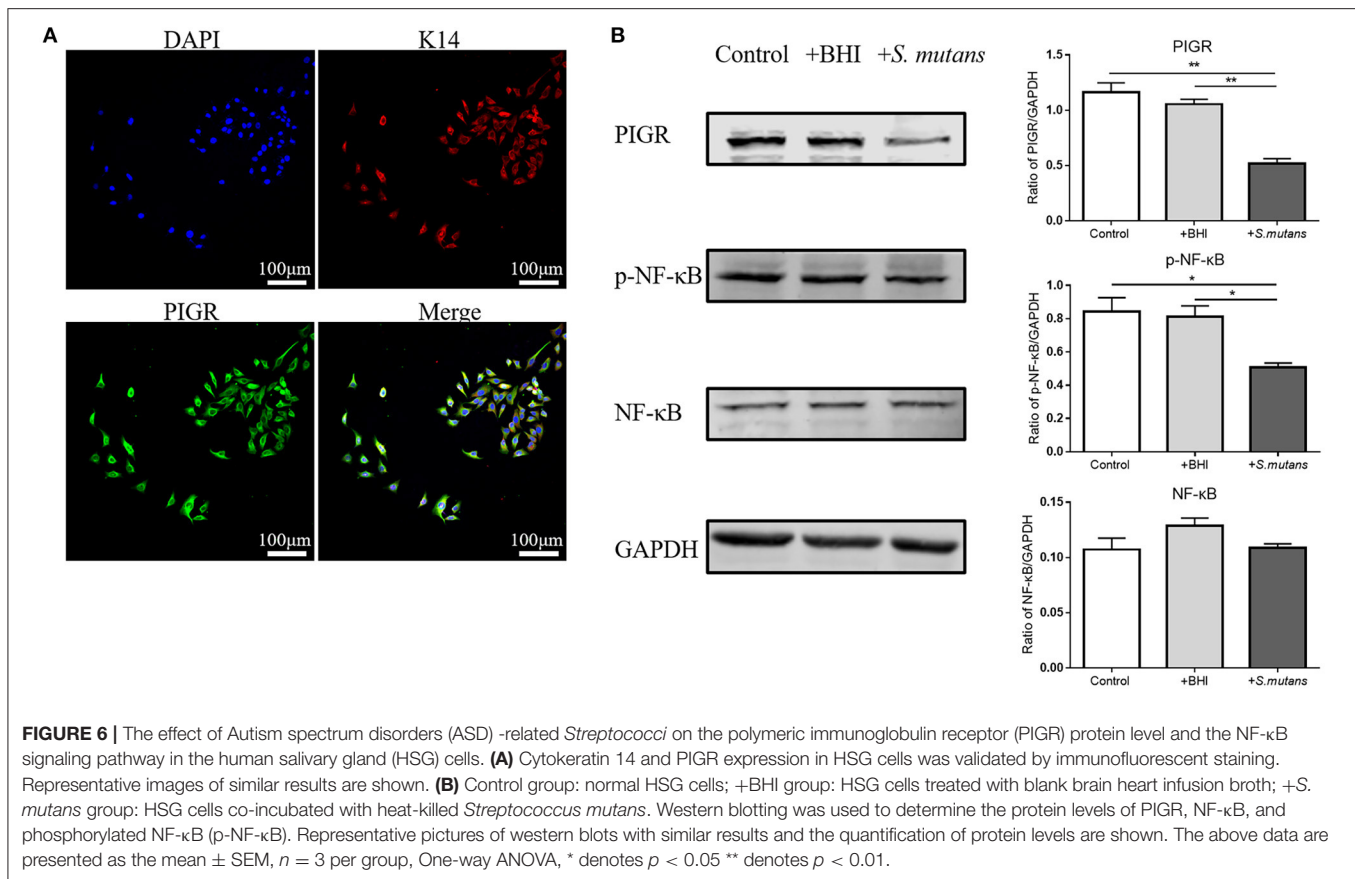 A
DAPI
K14
100μm
100μm
PIGR
Merge
100μm
100μm
B
Control +BHI +S. mutans
PIGR
p-NF-κB
NF-κB
GAPDH
PIGR
**
**
Ratio of PIGR/GAPDH
1.5
1.0
0.5
0.0
Control +BHI +S.mutans
p-NF-κB
*
*
Ratio of p-NF-κB/GAPDH
1.0
0.8
0.6
0.4
0.2
0.0
Control +BHI +S.mutans
NF-κB
Ratio of NF-κB/GAPDH
0.15
0.10
0.05
0.00
Control +BHI +S.mutans
FIGURE 6 | The effect of Autism spectrum disorders (ASD) -related Streptococci on the polymeric immunoglobulin receptor (PIGR) protein level and the NF-κB
signaling pathway in the human salivary gland (HSG) cells. (A) Cytokeratin 14 and PIGR expression in HSG cells was validated by immunofluorescent staining.
Representative images of similar results are shown. (B) Control group: normal HSG cells; +BHI group: HSG cells treated with blank brain heart infusion broth; +S.
mutans group: HSG cells co-incubated with heat-killed Streptococcus mutans. Western blotting was used to determine the protein levels of PIGR, NF-κB, and
phosphorylated NF-κB (p-NF-κB). Representative pictures of western blots with similar results and the quantification of protein levels are shown. The above data are
presented as the mean ± SEM, n = 3 per group, One-way ANOVA, * denotes p < 0.05 ** denotes p < 0.01.